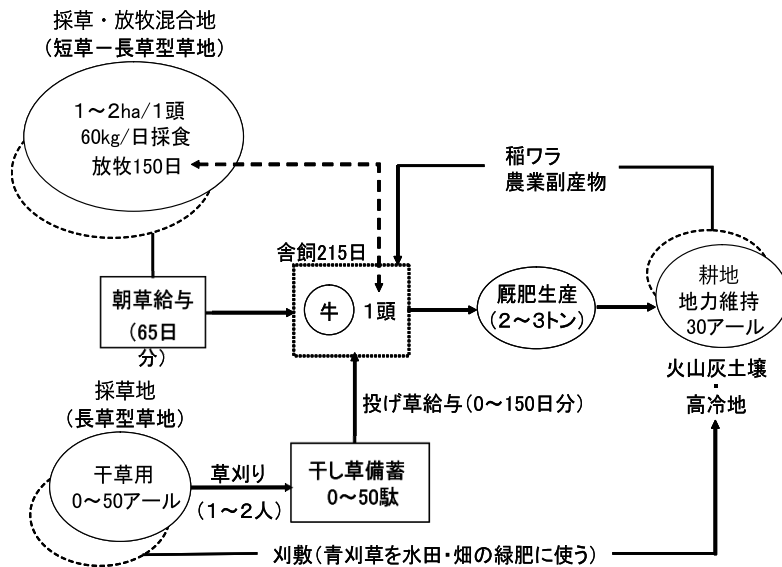 採草・放牧混合地
(短草－長草型草地)
1～2ha/1頭
60kg/日採食
放牧150日
稲ワラ
農業副産物
舎飼215日
朝草給与
(65日
分)
牛
1頭
厩肥生産
(2～3トン)
耕地
地力維持
30アール
火山灰土壌
・
高冷地
採草地
(長草型草地)
投げ草給与(0～150日分)
干草用
0～50アール
草刈り
(1～2人)
干し草備蓄
0～50駄
刈敷(青刈草を水田・畑の緑肥に使う)